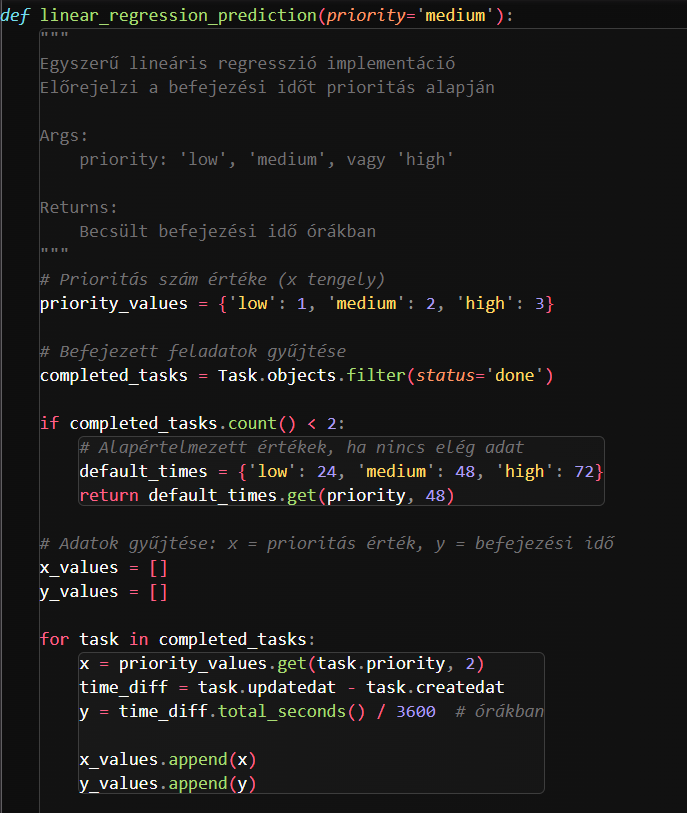 def linear_regression_prediction(priority='medium'):
    """
    Egyszerű lineáris regresszió implementáció
    Előrejelzi a befejezési időt prioritás alapján

    Args:
        priority: 'low', 'medium', vagy 'high'

    Returns:
        Becsült befejezési idő órákban
    """
    # Prioritás szám értéke (x tengely)
    priority_values = {'low': 1, 'medium': 2, 'high': 3}

    # Befejezett feladatok gyűjtése
    completed_tasks = Task.objects.filter(status='done')

    if completed_tasks.count() < 2:
        # Alapértelmezett értékek, ha nincs elég adat
        default_times = {'low': 24, 'medium': 48, 'high': 72}
        return default_times.get(priority, 48)

    # Adatok gyűjtése: x = prioritás érték, y = befejezési idő
    x_values = []
    y_values = []

    for task in completed_tasks:
        x = priority_values.get(task.priority, 2)
        time_diff = task.updatedat - task.createdat
        y = time_diff.total_seconds() / 3600  # órákban

        x_values.append(x)
        y_values.append(y)